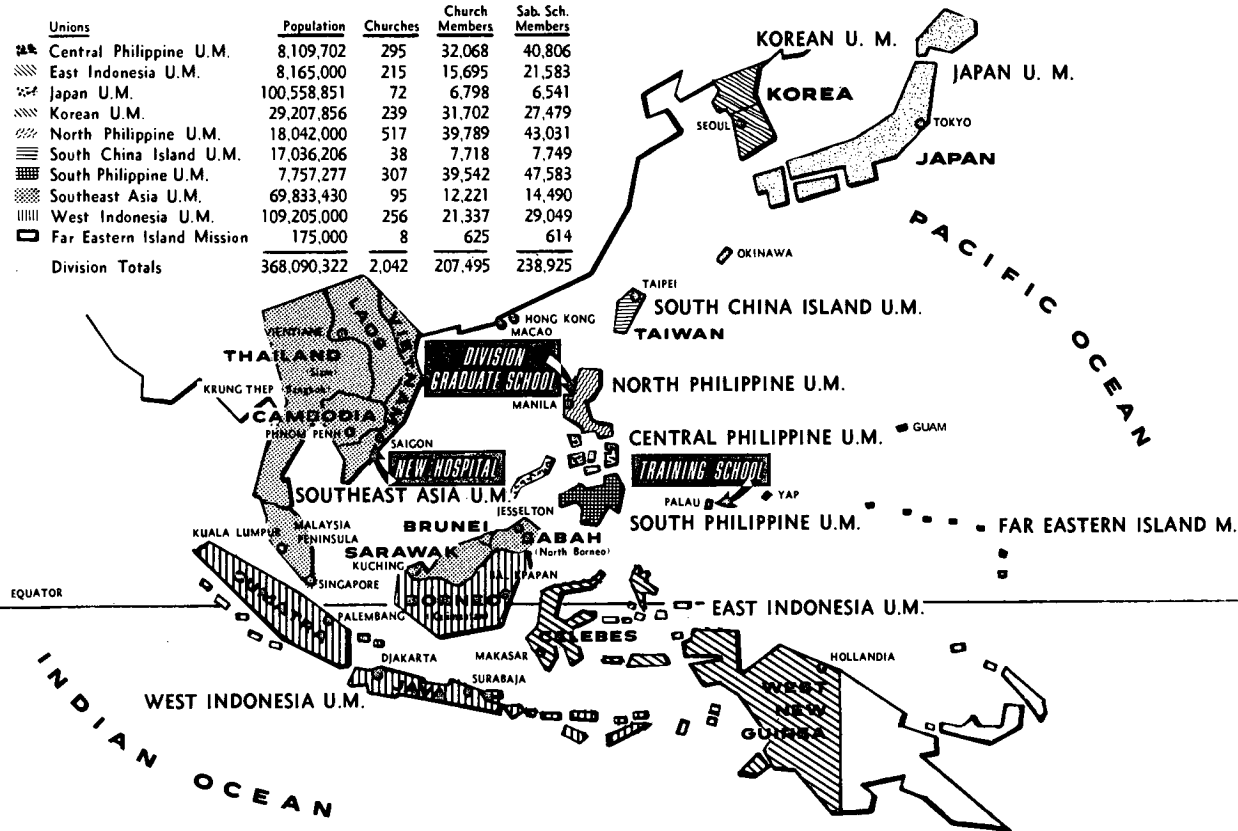 Unions Population Churches Church Members Sab. Sch. Members
Central Philippine U.M. 8,109,702 295 32,068 40,806
East Indonesia U.M. 8,165,000 215 15,695 21,583
Japan U.M. 100,558,851 72 6,798 6,541
Korean U.M. 29,207,856 239 31,702 27,479
North Philippine U.M. 18,042,000 517 39,789 43,031
South China Island U.M. 17,036,206 38 7,718 7,749
South Philippine U.M. 7,757,277 307 39,542 47,583
Southeast Asia U.M. 69,833,430 95 12,221 14,490
West Indonesia U.M. 109,205,000 256 21,337 29,049
Far Eastern Island Mission 175,000 8 625 614
Division Totals 368,090,322 2,042 207,495 238,925
KOREAN U. M.
JAPAN U. M.
KOREA
SEOUL
TOKYO
JAPAN
PACIFIC OCEAN
OKINAWA
TAIPEI
SOUTH CHINA ISLAND U.M.
TAIWAN
HONG KONG
MACAO
LAOS
VIETNAM
VIENTIANE
THAILAND
(Siam)
KRUNG THEP
(Bangkok)
CAMBODIA
PHNOM PENH
SAIGON
DIVISION
GRADUATE SCHOOL
MANILA
NORTH PHILIPPINE U.M.
CENTRAL PHILIPPINE U.M.
GUAM
NEW HOSPITAL
TRAINING SCHOOL
SOUTHEAST ASIA U.M.
PALAU
YAP
JESSELTON
SOUTH PHILIPPINE U.M.
FAR EASTERN ISLAND M.
BRUNEI
SABAH
(North Borneo)
KUALA LUMPUR
MALAYSIA
PENINSULA
SARAWAK
KUCHING
SINGAPORE
BALIKPAPAN
EQUATOR
SUMATRA
BORNEO
PALEMBANG
EAST INDONESIA U.M.
CELEBES
DJAKARTA
MAKASAR
HOLLANDIA
SURABAJA
JAVA
WEST INDONESIA U.M.
WEST
NEW
GUINEA
INDIAN OCEAN